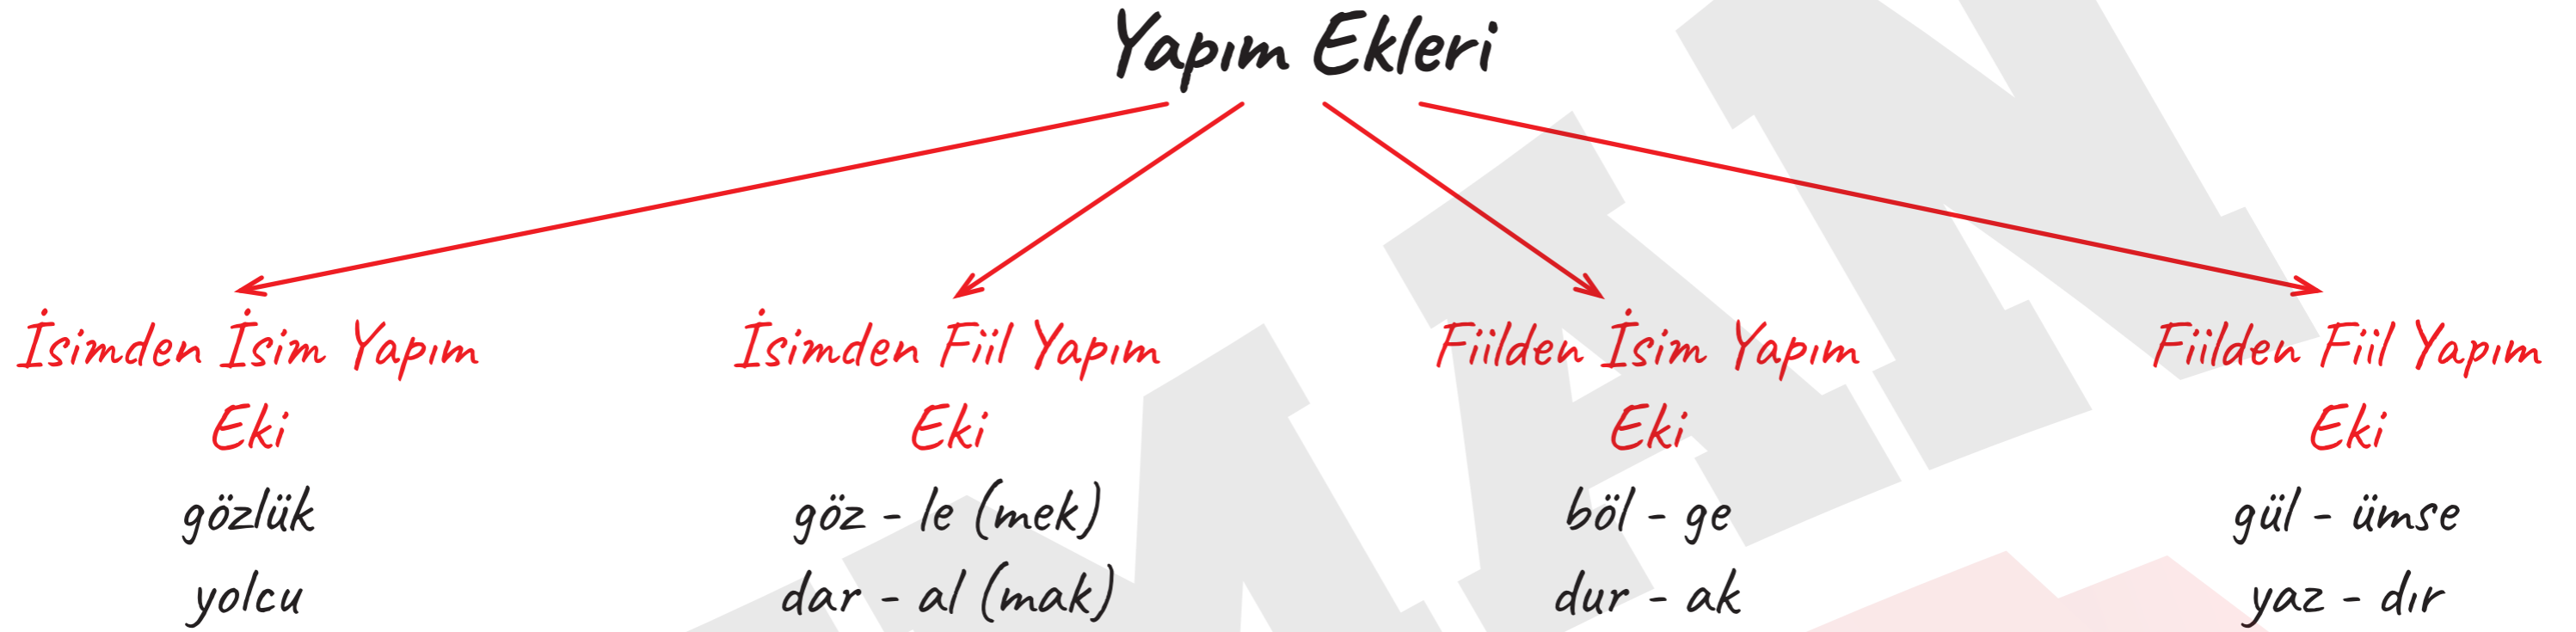 Yapım Ekleri
İsimden İsim Yapım
Eki
gözlük
yolcu
İsimden Fiil Yapım
Eki
göz - le (mek)
dar - al (mak)
Fiilden İsim Yapım
Eki
böl - ge
dur - ak
Fiilden Fiil Yapım
Eki
gül - ümse
yaz - dır